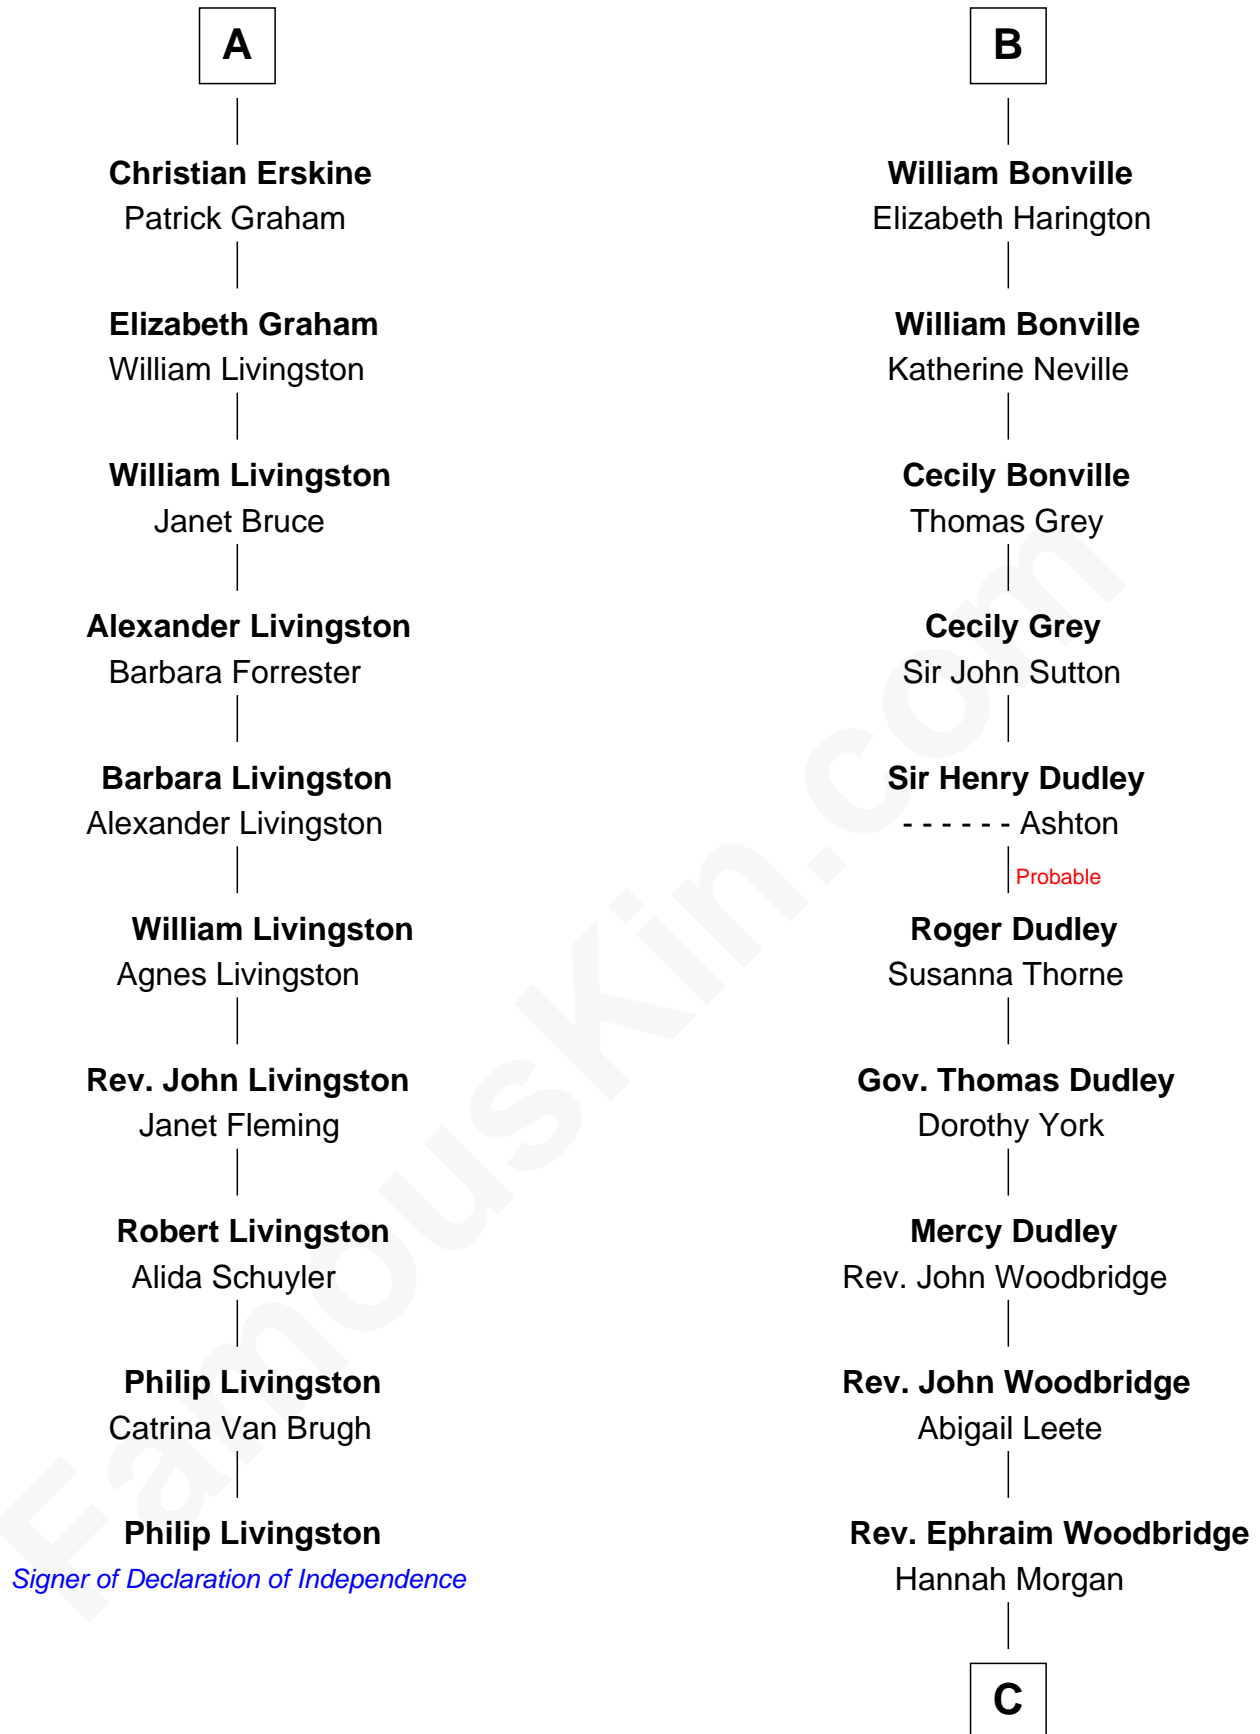 A
Christian Erskine
Patrick Graham
Elizabeth Graham
William Livingston
William Livingston
Janet Bruce
Alexander Livingston
Barbara Forrester
Barbara Livingston
Alexander Livingston
William Livingston
Agnes Livingston
Rev. John Livingston
Janet Fleming
Robert Livingston
Alida Schuyler
Philip Livingston
Catrina Van Brugh
Philip Livingston
Signer of Declaration of Independence
B
William Bonville
Elizabeth Harington
William Bonville
Katherine Neville
Cecily Bonville
Thomas Grey
Cecily Grey
Sir John Sutton
Sir Henry Dudley
- - - - - - Ashton
Probable
Roger Dudley
Susanna Thorne
Gov. Thomas Dudley
Dorothy York
Mercy Dudley
Rev. John Woodbridge
Rev. John Woodbridge
Abigail Leete
Rev. Ephraim Woodbridge
Hannah Morgan
C
FamousKin.com